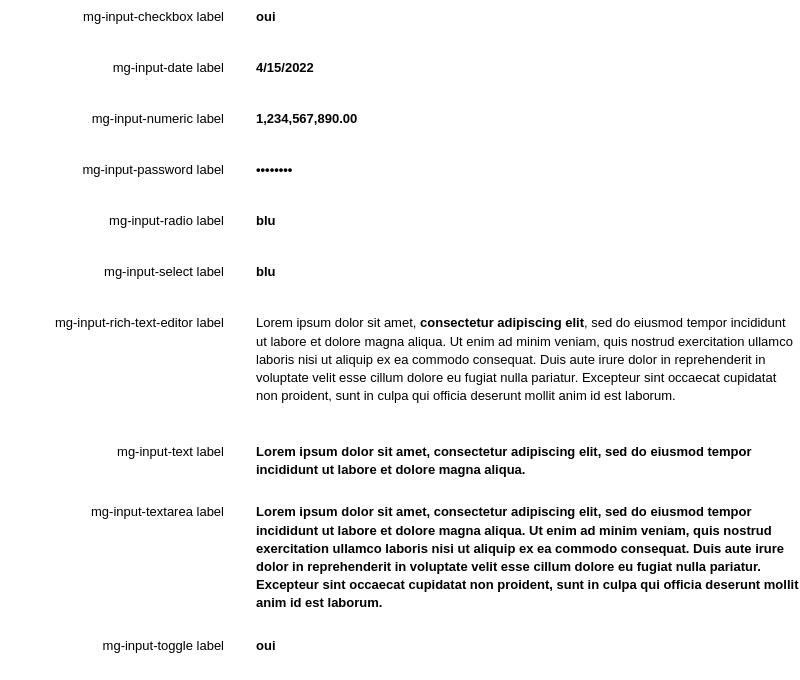 mg-input-checkbox label oui
mg-input-date label 4/15/2022
mg-input-numeric label 1,234,567,890.00
mg-input-password label ••••••••
mg-input-radio label blu
mg-input-select label blu
mg-input-rich-text-editor label Lorem ipsum dolor sit amet, consectetur adipiscing elit, sed do eiusmod tempor incididunt
ut labore et dolore magna aliqua. Ut enim ad minim veniam, quis nostrud exercitation ullamco
laboris nisi ut aliquip ex ea commodo consequat. Duis aute irure dolor in reprehenderit in
voluptate velit esse cillum dolore eu fugiat nulla pariatur. Excepteur sint occaecat cupidatat
non proident, sunt in culpa qui officia deserunt mollit anim id est laborum.
mg-input-text label Lorem ipsum dolor sit amet, consectetur adipiscing elit, sed do eiusmod tempor
incididunt ut labore et dolore magna aliqua.
mg-input-textarea label Lorem ipsum dolor sit amet, consectetur adipiscing elit, sed do eiusmod tempor
incididunt ut labore et dolore magna aliqua. Ut enim ad minim veniam, quis nostrud
exercitation ullamco laboris nisi ut aliquip ex ea commodo consequat. Duis aute irure
dolor in reprehenderit in voluptate velit esse cillum dolore eu fugiat nulla pariatur.
Excepteur sint occaecat cupidatat non proident, sunt in culpa qui officia deserunt mollit
anim id est laborum.
mg-input-toggle label oui